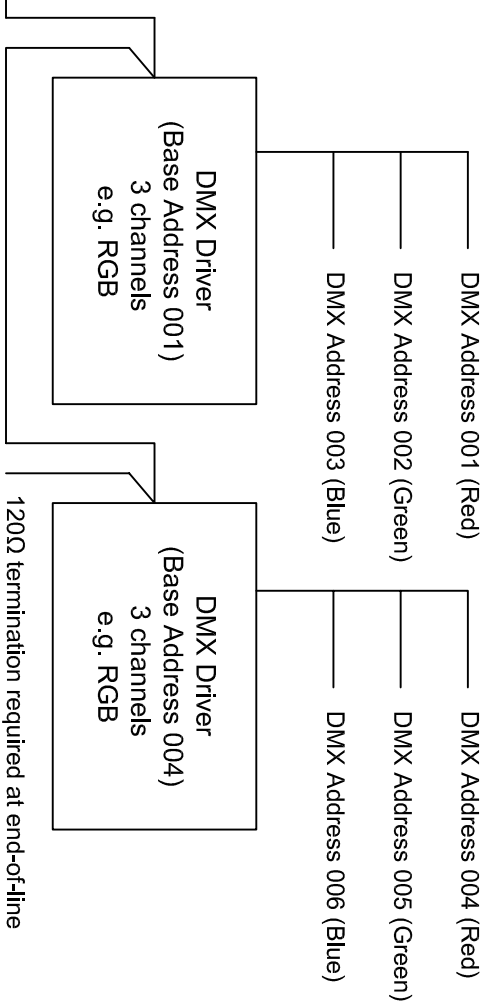 DMX Address 001 (Red)
DMX Address 002 (Green)
DMX Address 003 (Blue)
DMX Driver
(Base Address 001)
3 channels
e.g. RGB
DMX Address 004 (Red)
DMX Address 005 (Green)
DMX Address 006 (Blue)
DMX Driver
(Base Address 004)
3 channels
e.g. RGB
120Ω termination required at end-of-line